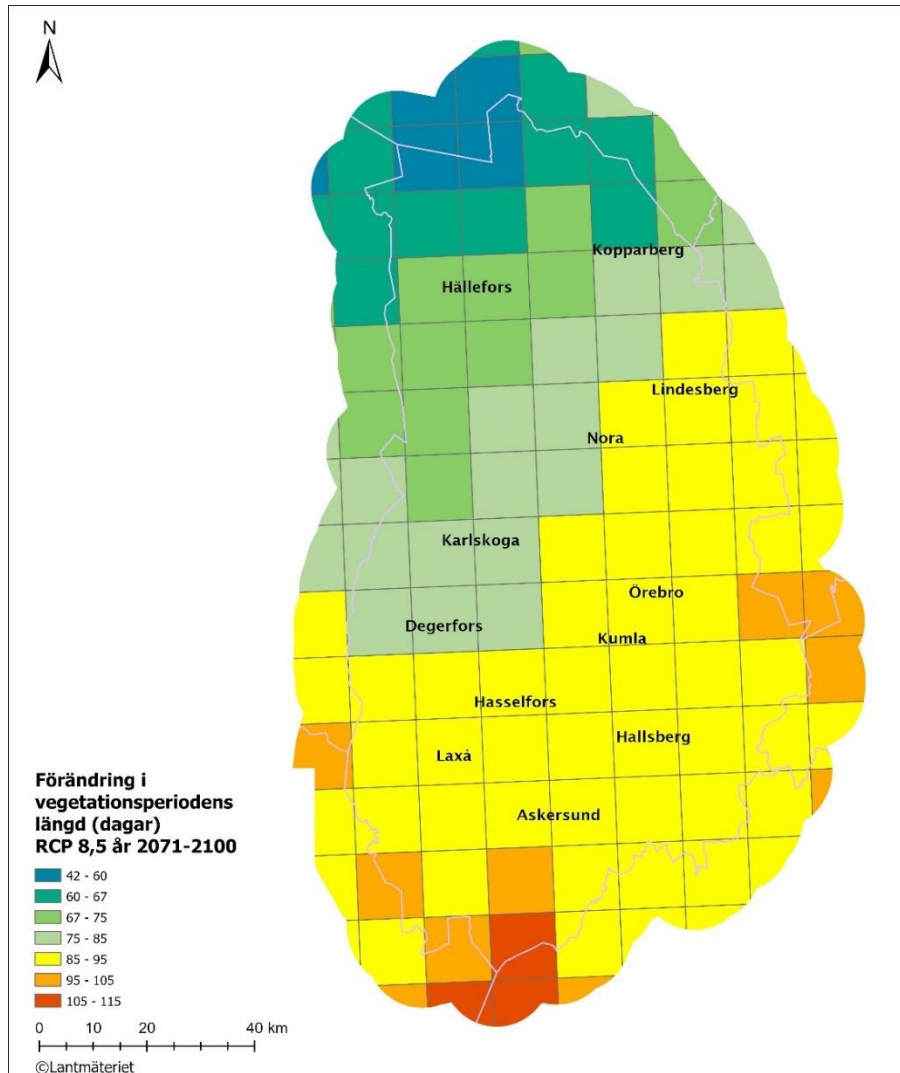 N
Kopparberg
Hällefors
Lindesberg
Nora
Karlskoga
Örebro
Degerfors
Kumla
Hasselfors
Hallsberg
Laxå
Askersund
Förändring i
vegetationsperiodens
längd (dagar)
RCP 8,5 år 2071-2100
42 - 60
60 - 67
67 - 75
75 - 85
85 - 95
95 - 105
105 - 115
0 10 20 40 km
©Lantmäteriet